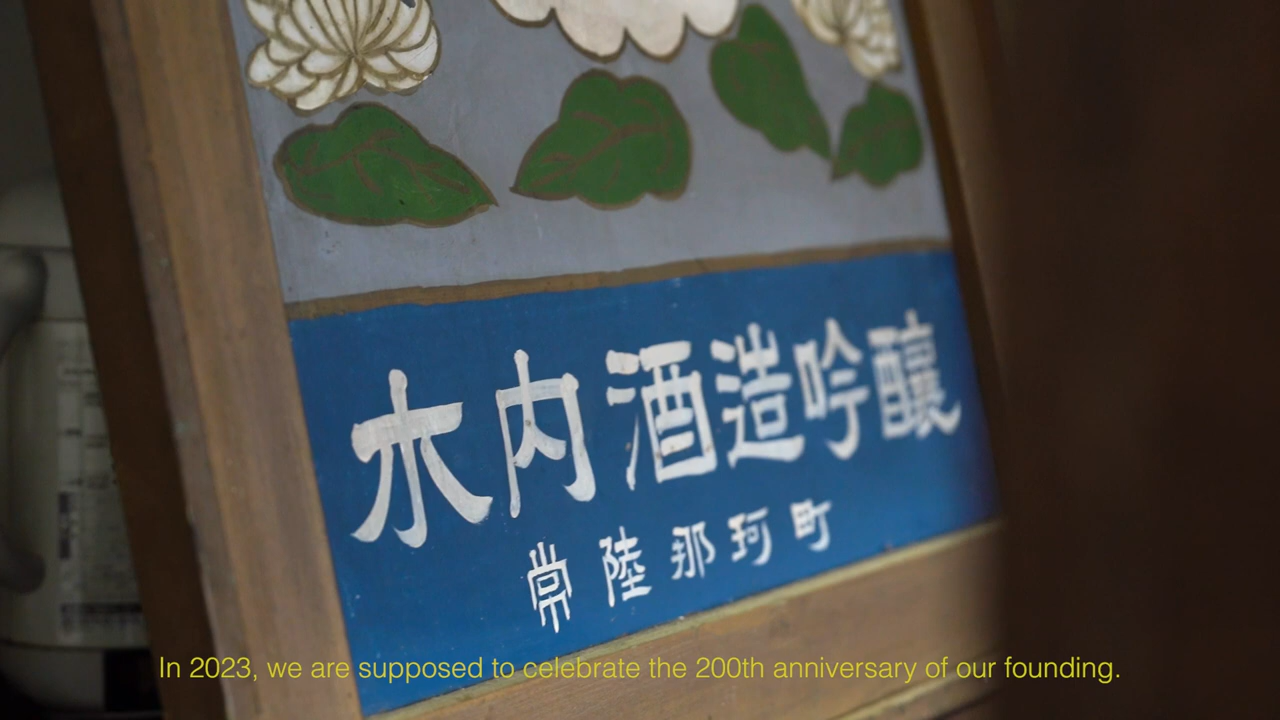 木内酒造吟醸
常陸那珂町
In 2023, we are supposed to celebrate the 200th anniversary of our founding.